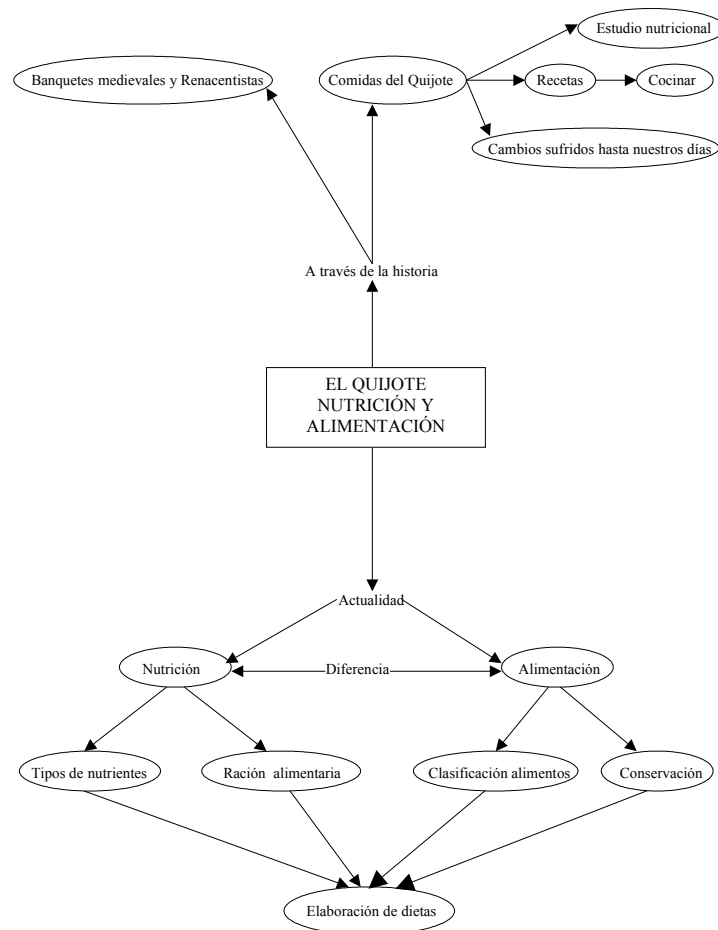 Estudio nutricional
Banquetes medievales y Renacentistas
Comidas del Quijote
Recetas
Cocinar
Cambios sufridos hasta nuestros días
A través de la historia
EL QUIJOTE
NUTRICIÓN Y
ALIMENTACIÓN
Actualidad
Nutrición
Diferencia
Alimentación
Tipos de nutrientes
Ración alimentaria
Clasificación alimentos
Conservación
Elaboración de dietas